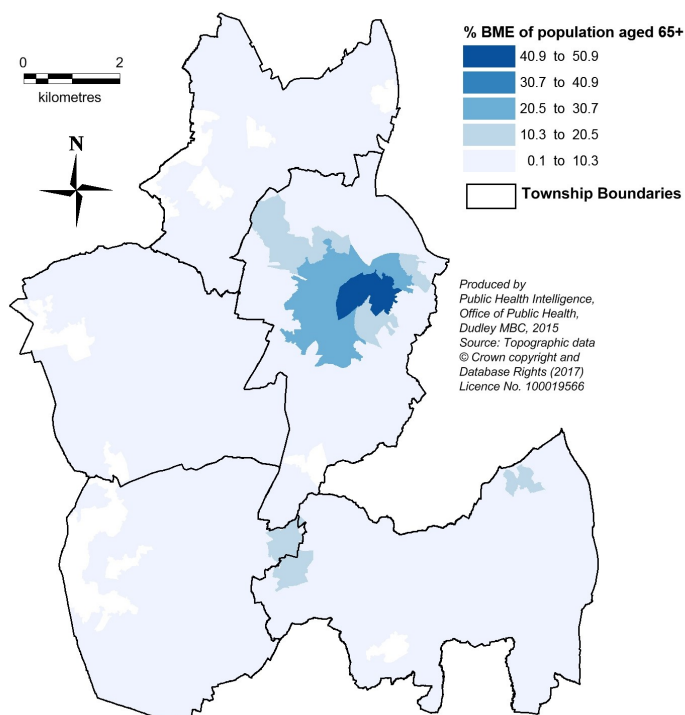 % BME of population aged 65+
40.9 to 50.9
30.7 to 40.9
20.5 to 30.7
10.3 to 20.5
0.1 to 10.3
Township Boundaries
0 2
kilometres
N
Produced by
Public Health Intelligence,
Office of Public Health,
Dudley MBC, 2015
Source: Topographic data
© Crown copyright and
Database Rights (2017)
Licence No. 100019566